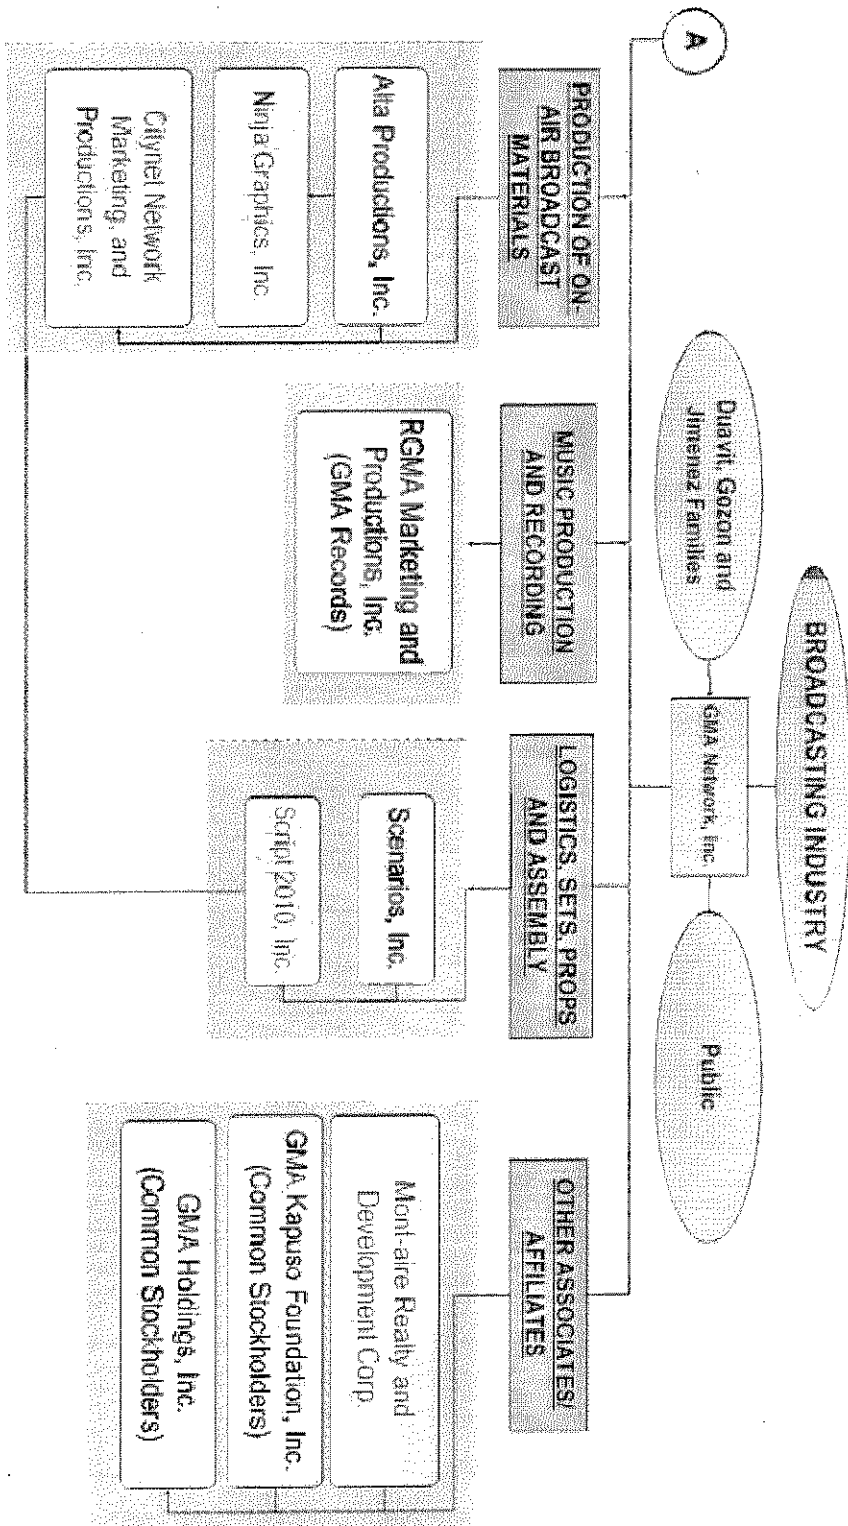 BROADCASTING INDUSTRY
Duavit, Gozon and
Jimenez Families
GMA Network, Inc.
Public
A
PRODUCTION OF ON-
AIR BROADCAST
MATERIALS
Alta Productions, Inc.
Ninja Graphics, Inc
Citynet Network
Marketing, and
Productions, Inc.
MUSIC PRODUCTION
AND RECORDING
RGMA Marketing and
Productions, Inc.
(GMA Records)
LOGISTICS, SETS, PROPS
AND ASSEMBLY
Scenarios, Inc.
Script 2010, Inc.
OTHER ASSOCIATES/
AFFILIATES
Mont-aire Realty and
Development Corp.
GMA Kapuso Foundation, Inc.
(Common Stockholders)
GMA Holdings, Inc.
(Common Stockholders)